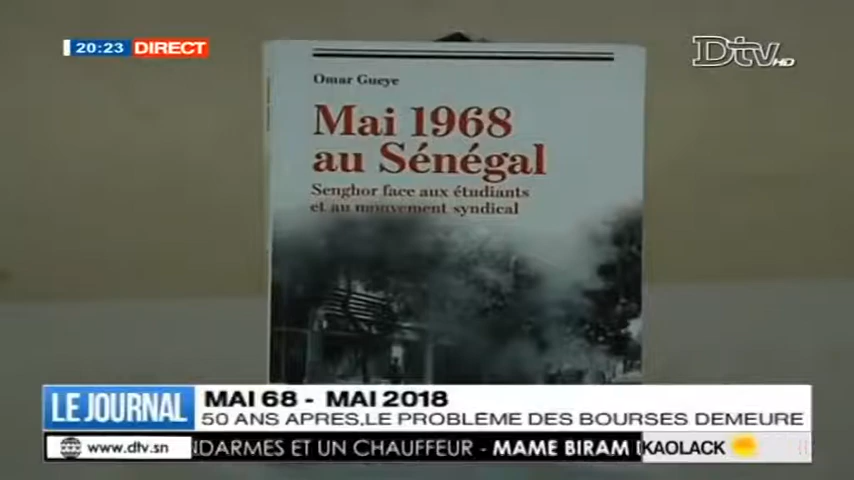 20:23 DIRECT
Dtv HD
Omar Gueye
Mai 1968
au Sénégal
Senghor face aux étudiants
et au mouvement syndical
LE JOURNAL
MAI 68 - MAI 2018
50 ANS APRES,LE PROBLÈME DES BOURSES DEMEURE
www.dtv.sn
NDARMES ET UN CHAUFFEUR - MAME BIRAM
KAOLACK